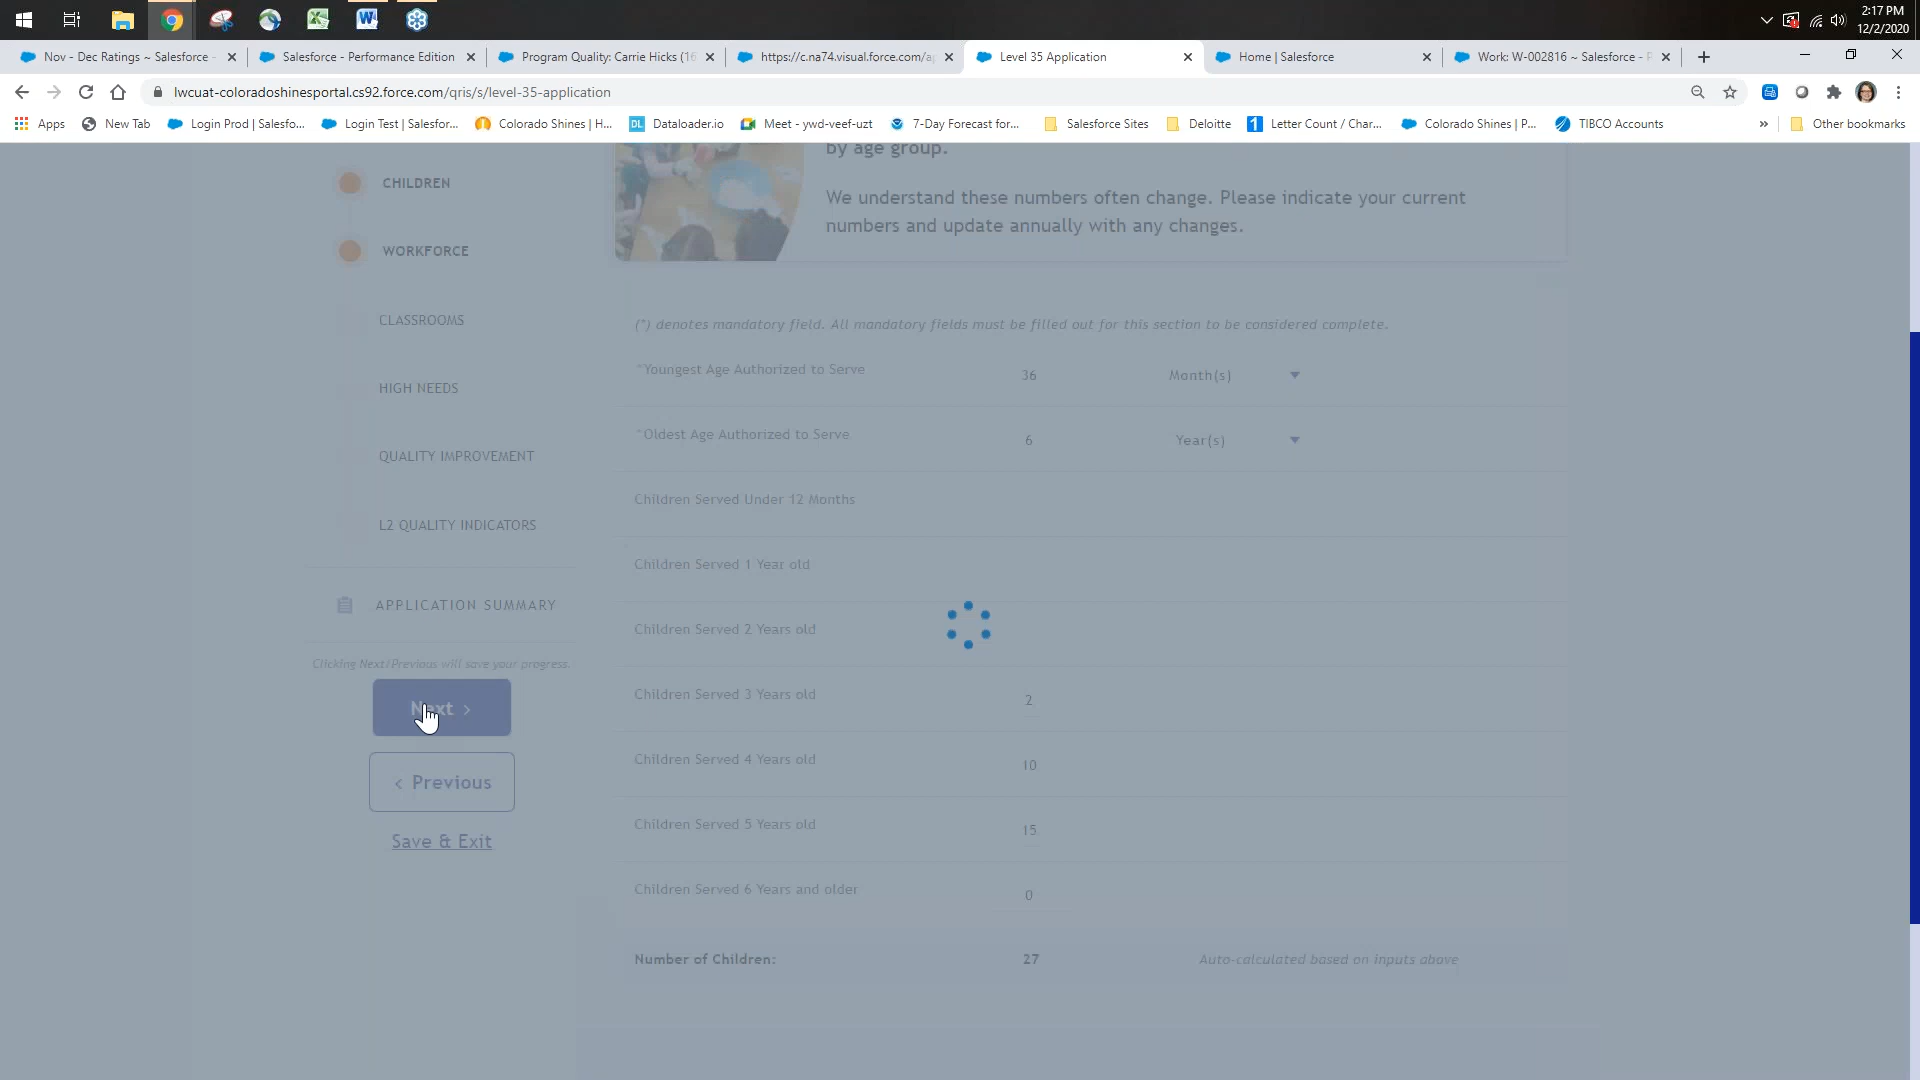 2:17 PM
12/2/2020
Nov - Dec Ratings ~ Salesforce -
Salesforce - Performance Edition
Program Quality: Carrie Hicks (16
https://c.na74.visual.force.com/a
Level 35 Application
Home | Salesforce
Work: W-002816 ~ Salesforce - P
lwcuat-coloradoshinesportal.cs92.force.com/qris/s/level-35-application
Apps
New Tab
Login Prod | Salesfo...
Login Test | Salesfor...
Colorado Shines | H...
DL Dataloader.io
Meet - ywd-veef-uzt
7-Day Forecast for...
Salesforce Sites
Deloitte
1 Letter Count / Char...
Colorado Shines | P...
TIBCO Accounts
» Other bookmarks
CHILDREN
WORKFORCE
CLASSROOMS
HIGH NEEDS
QUALITY IMPROVEMENT
L2 QUALITY INDICATORS
APPLICATION SUMMARY
Clicking Next/Previous will save your progress.
Next >
< Previous
Save & Exit
by age group.
We understand these numbers often change. Please indicate your current
numbers and update annually with any changes.
(*) denotes mandatory field. All mandatory fields must be filled out for this section to be considered complete.
*Youngest Age Authorized to Serve 36 Month(s)
*Oldest Age Authorized to Serve 6 Year(s)
Children Served Under 12 Months
Children Served 1 Year old
Children Served 2 Years old
Children Served 3 Years old 2
Children Served 4 Years old 10
Children Served 5 Years old 15
Children Served 6 Years and older 0
Number of Children: 27 Auto-calculated based on inputs above